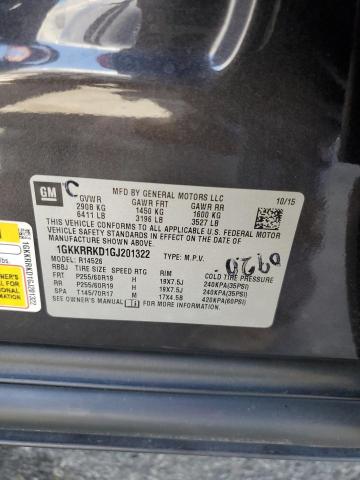 GM
C
MFD BY GENERAL MOTORS LLC
10/15
GVWR GAWR FRT GAWR RR
2908 KG 1450 KG 1600 KG
6411 LB 3196 LB 3527 LB
THIS VEHICLE CONFORMS TO ALL APPLICABLE U.S. FEDERAL MOTOR
VEHICLE SAFETY STANDARDS IN EFFECT ON THE DATE OF
MANUFACTURE SHOWN ABOVE.
1GKKRRKD1GJ201322 TYPE: M.P.V.
MODEL: R14526
RBBJ TIRE SIZE SPEED RTG RIM COLD TIRE PRESSURE
FRT P255/60R19 H 19X7.5J 240KPA(35PSI)
RR P255/60R19 H 19X7.5J 240KPA(35PSI)
SPA T145/70R17 M 17X4.5B 420KPA(60PSI)
SEE OWNER'S MANUAL FOR ADDITIONAL INFORMATION.
1GKKRRKD1GJ201322
lbs.